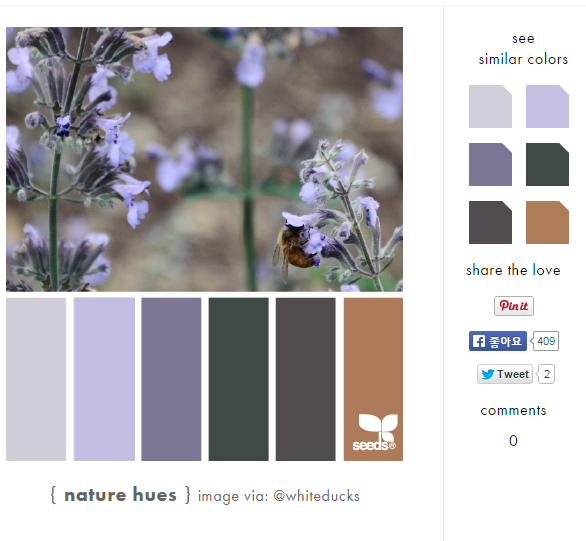 seeds®
{ nature hues } image via: @whiteducks
see
similar colors
share the love
Pin it
좋아요 409
Tweet 2
comments
0